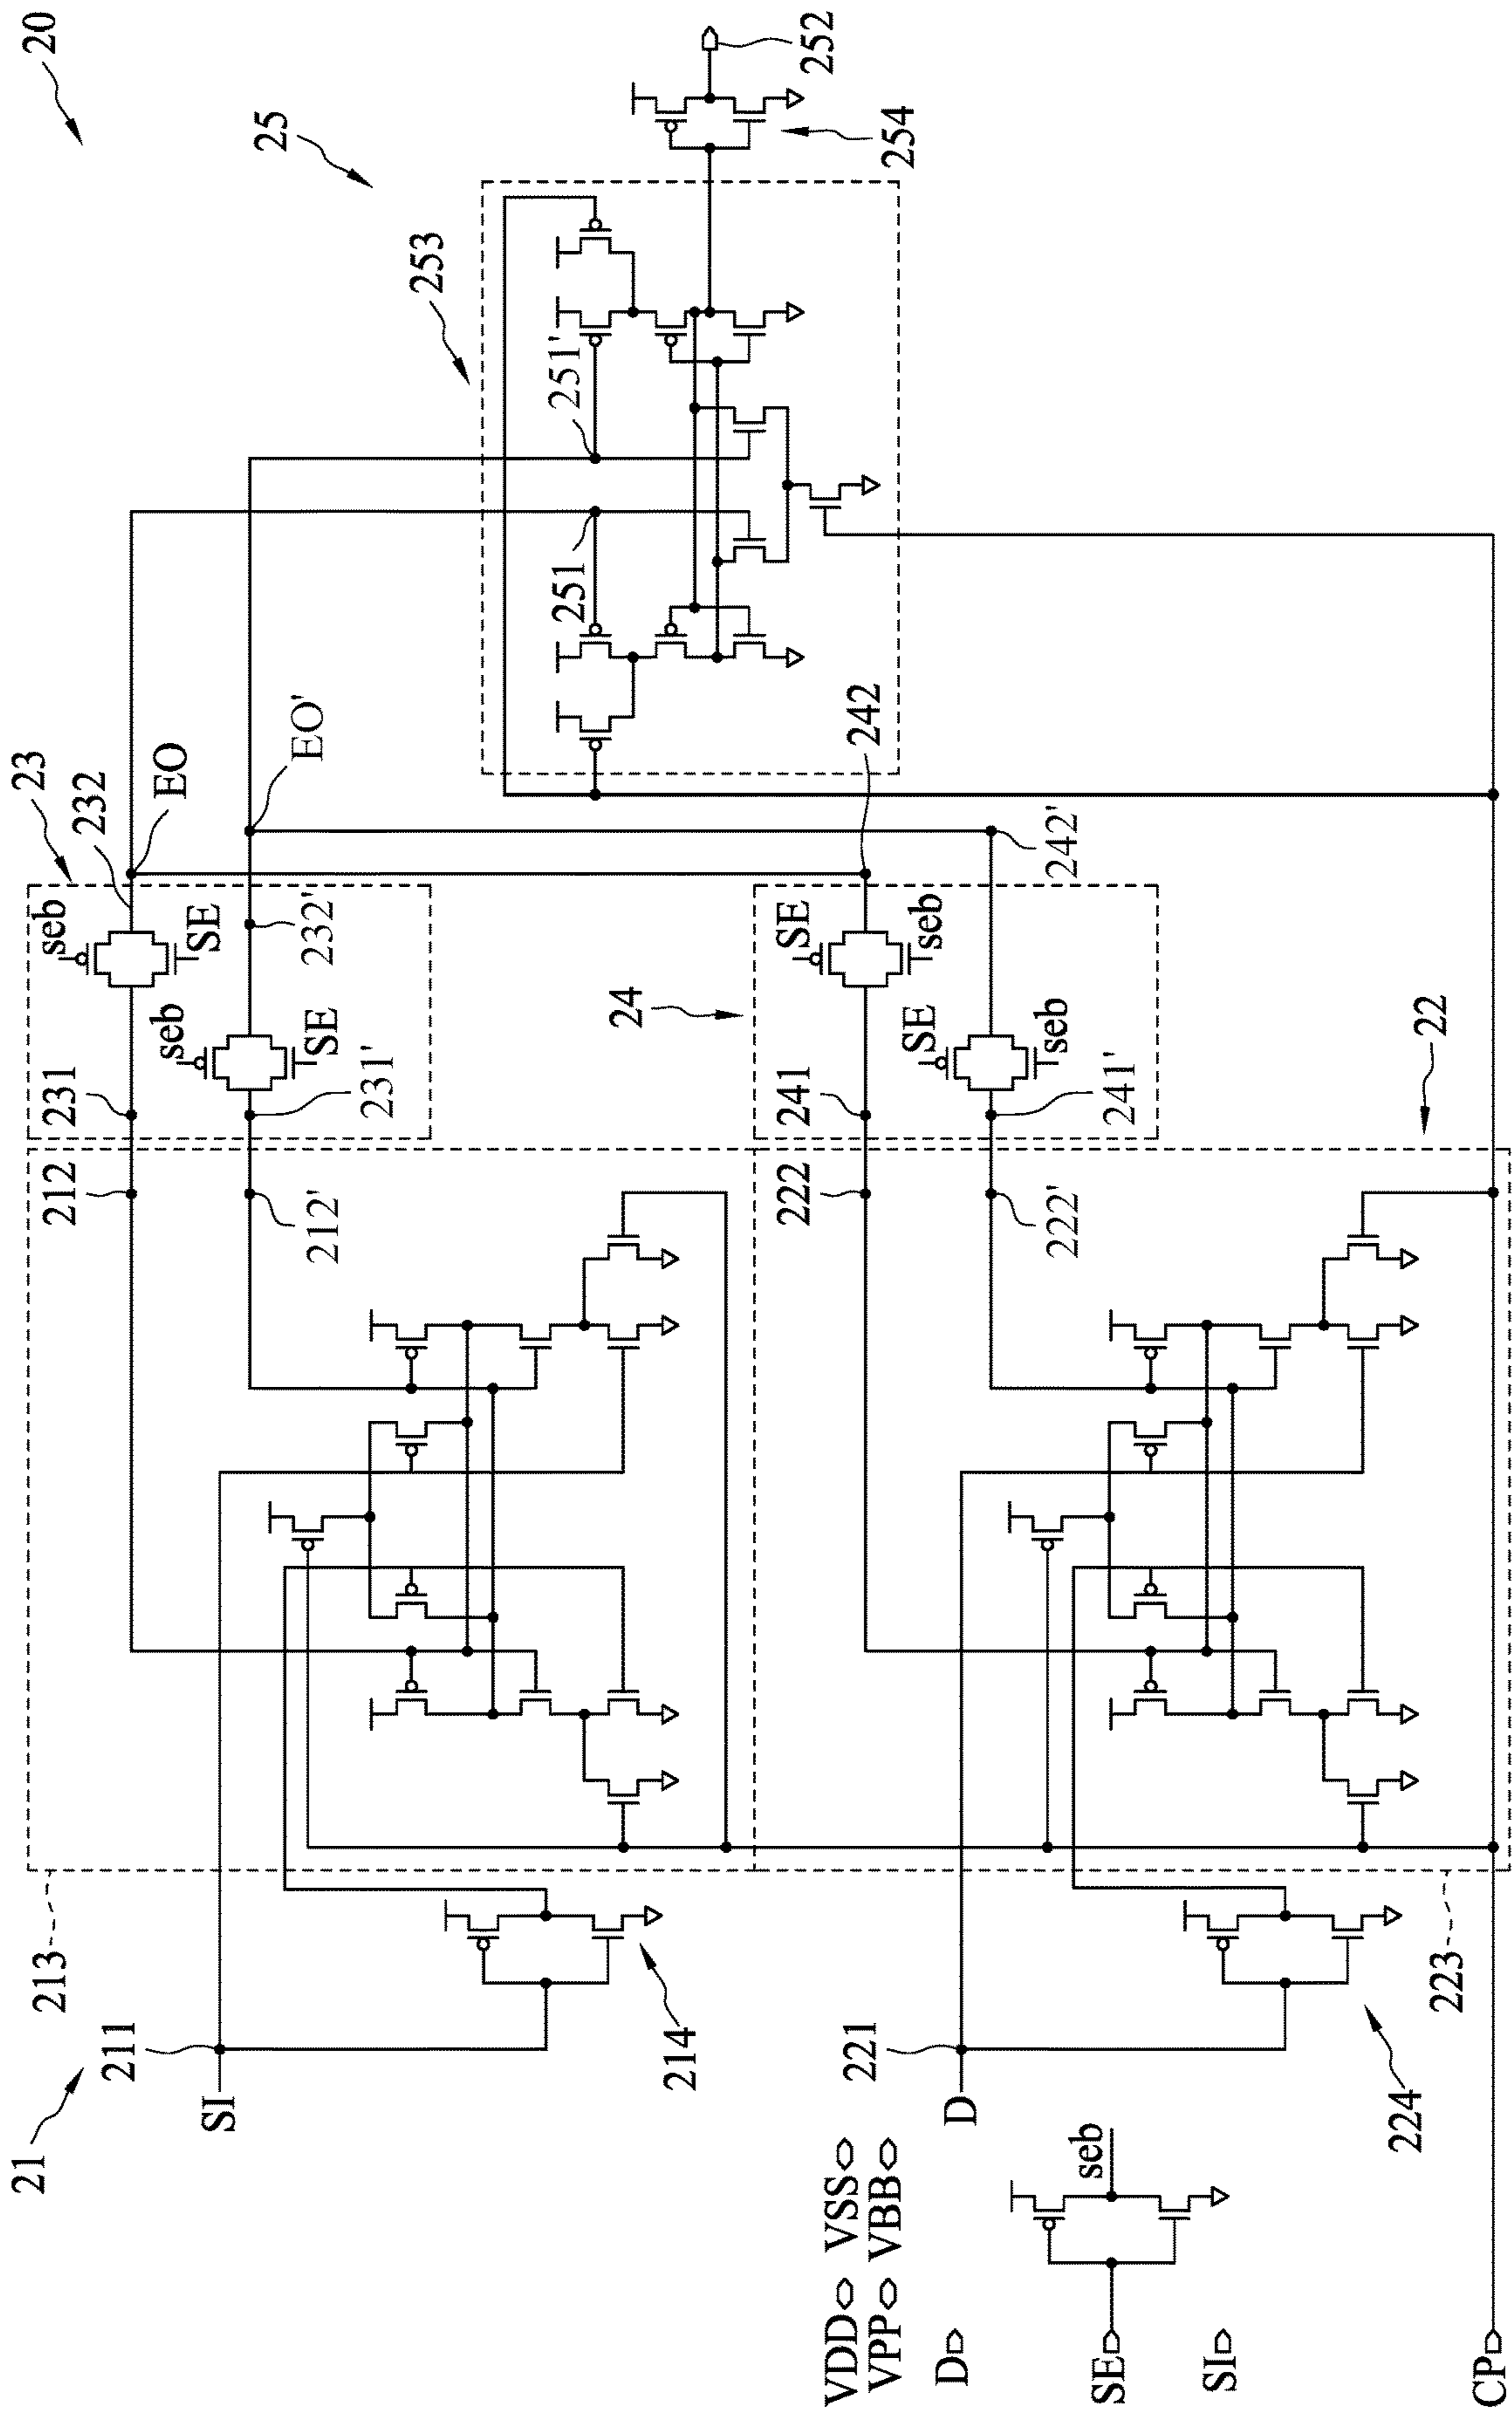 20
25
252
254
253
251'
251
23
EO
232
EO'
242
seb
SE
232'
seb
SE
242'
SE
seb
24
SE
seb
22
231
231'
241
241'
212
212'
222
222'
213
223
211
21
SI
214
221
D
224
seb
VDD VSS
VPP VBB
D
SE
SI
CP